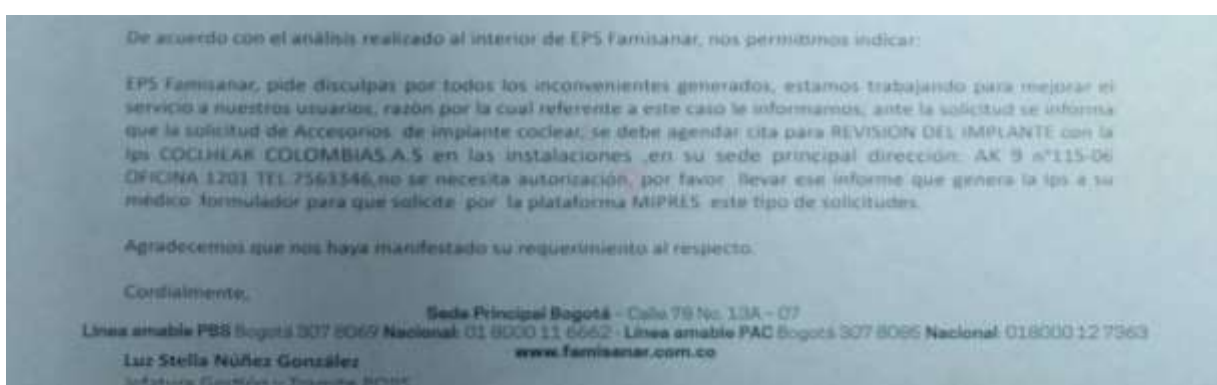 De acuerdo con el análisis realizado al interior de EPS Famisanar, nos permitimos indicar:
EPS Famisanar, pide disculpas por todos los inconvenientes generados, estamos trabajando para mejorar el
servicio a nuestros usuarios, razón por la cual referente a este caso le informamos, ante la solicitud se informa
que la solicitud de Accesorios de implante coclear, se debe agendar cita para REVISION DEL IMPLANTE con la
Ips COCLHEAR COLOMBIAS.A.S en las instalaciones ,en su sede principal dirección: AK 9 n°115-06
OFICINA 1201 TEL 7563346,no se necesita autorización, por favor llevar ese informe que genera la ips a su
médico formulador para que solicite por la plataforma MIPRES este tipo de solicitudes.
Agradecemos que nos haya manifestado su requerimiento al respecto.
Cordialmente,
Sede Principal Bogotá - Calle 78 No. 13A - 07
Línea amable PBS Bogotá 307 8069 Nacional: 01 8000 11 6662 - Línea amable PAC Bogotá 307 8085 Nacional: 018000 12 7363
www.famisanar.com.co
Luz Stella Núñez González
Jefatura Gestión y Tramite